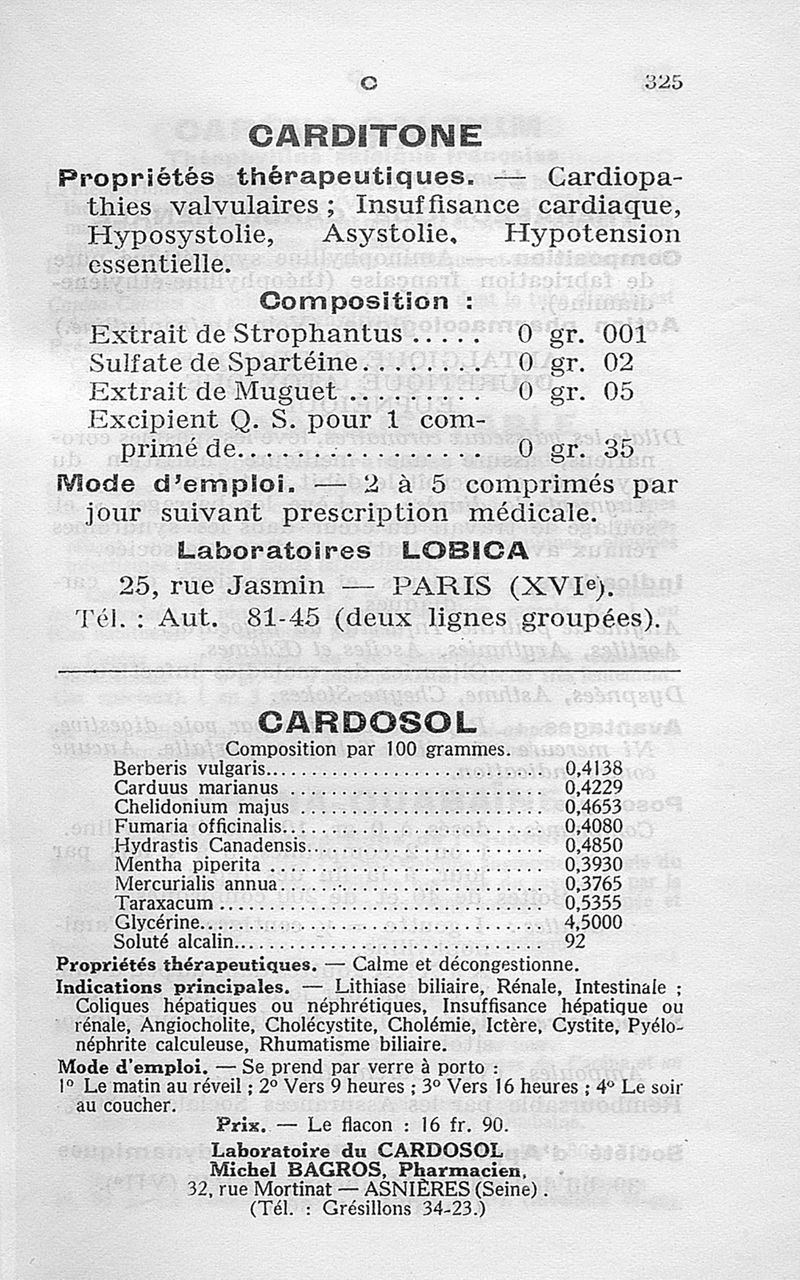 C 325
CARDITONE
Propriétés thérapeutiques. — Cardiopa-
thies valvulaires ; Insuffisance cardiaque,
Hyposystolie, Asystolie, Hypotension
essentielle.
Composition :
Extrait de Strophantus ..... 0 gr. 001
Sulfate de Spartéine........ 0 gr. 02
Extrait de Muguet ......... 0 gr. 05
Excipient Q. S. pour 1 com-
primé de................ 0 gr. 35
Mode d'emploi. — 2 à 5 comprimés par
jour suivant prescription médicale.
Laboratoires LOBICA
25, rue Jasmin — PARIS (XVIe).
Tél. : Aut. 81-45 (deux lignes groupées).
CARDOSOL
Composition par 100 grammes.
Berberis vulgaris............................ 0,4138
Carduus marianus .......................... 0,4229
Chelidonium majus ......................... 0,4653
Fumaria officinalis.......................... 0,4080
Hydrastis Canadensis........................ 0,4850
Mentha piperita ............................ 0,3930
Mercurialis annua........................... 0,3765
Taraxacum ................................. 0,5355
Glycérine................................... 4,5000
Soluté alcalin............................... 92
Propriétés thérapeutiques. — Calme et décongestionne.
Indications principales. — Lithiase biliaire, Rénale, Intestinale ;
Coliques hépatiques ou néphrétiques, Insuffisance hépatique ou
rénale, Angiocholite, Cholécystite, Cholémie, Ictère, Cystite, Pyélo-
néphrite calculeuse, Rhumatisme biliaire.
Mode d'emploi. — Se prend par verre à porto :
1º Le matin au réveil ; 2º Vers 9 heures ; 3º Vers 16 heures ; 4º Le soir
au coucher.
Prix. — Le flacon : 16 fr. 90.
Laboratoire du CARDOSOL
Michel BAGROS, Pharmacien,
32, rue Mortinat — ASNIÈRES (Seine) .
(Tél. : Grésillons 34-23.)